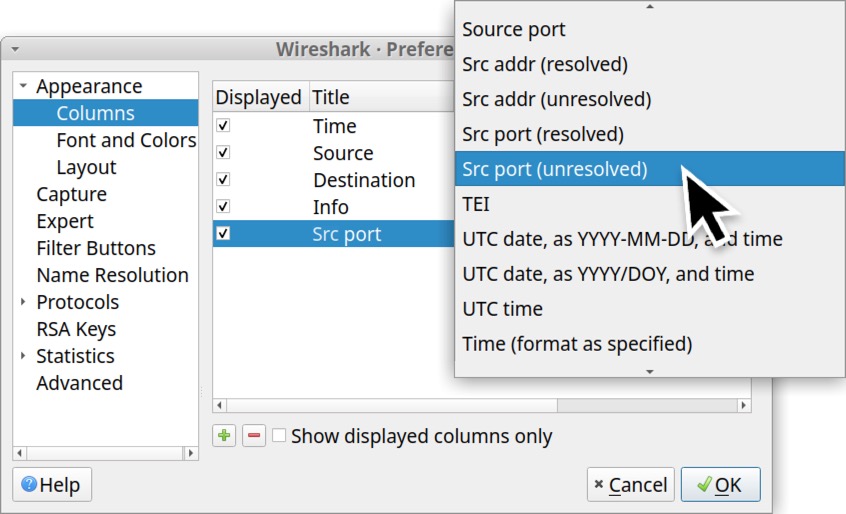 Wireshark · Prefere
Appearance
Columns
Font and Colors
Layout
Capture
Expert
Filter Buttons
Name Resolution
Protocols
RSA Keys
Statistics
Advanced
Displayed Title
Time
Source
Destination
Info
Src port
Source port
Src addr (resolved)
Src addr (unresolved)
Src port (resolved)
Src port (unresolved)
TEI
UTC date, as YYYY-MM-DD, and time
UTC date, as YYYY/DOY, and time
UTC time
Time (format as specified)
Show displayed columns only
Help
Cancel
OK